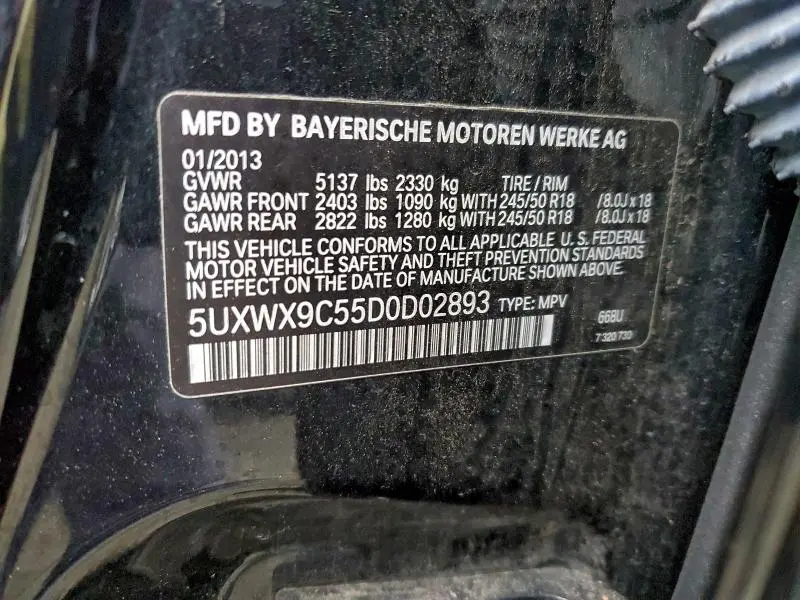 MFD BY BAYERISCHE MOTOREN WERKE AG
01/2013
GVWR 5137 lbs 2330 kg TIRE / RIM
GAWR FRONT 2403 lbs 1090 kg WITH 245/50 R18 /8.0J x 18
GAWR REAR 2822 lbs 1280 kg WITH 245/50 R18 /8.0J x 18
THIS VEHICLE CONFORMS TO ALL APPLICABLE U.S. FEDERAL
MOTOR VEHICLE SAFETY AND THEFT PREVENTION STANDARDS
IN EFFECT ON THE DATE OF MANUFACTURE SHOWN ABOVE.
5UXWX9C55D0D02893 TYPE: MPV
668U
7 320 730